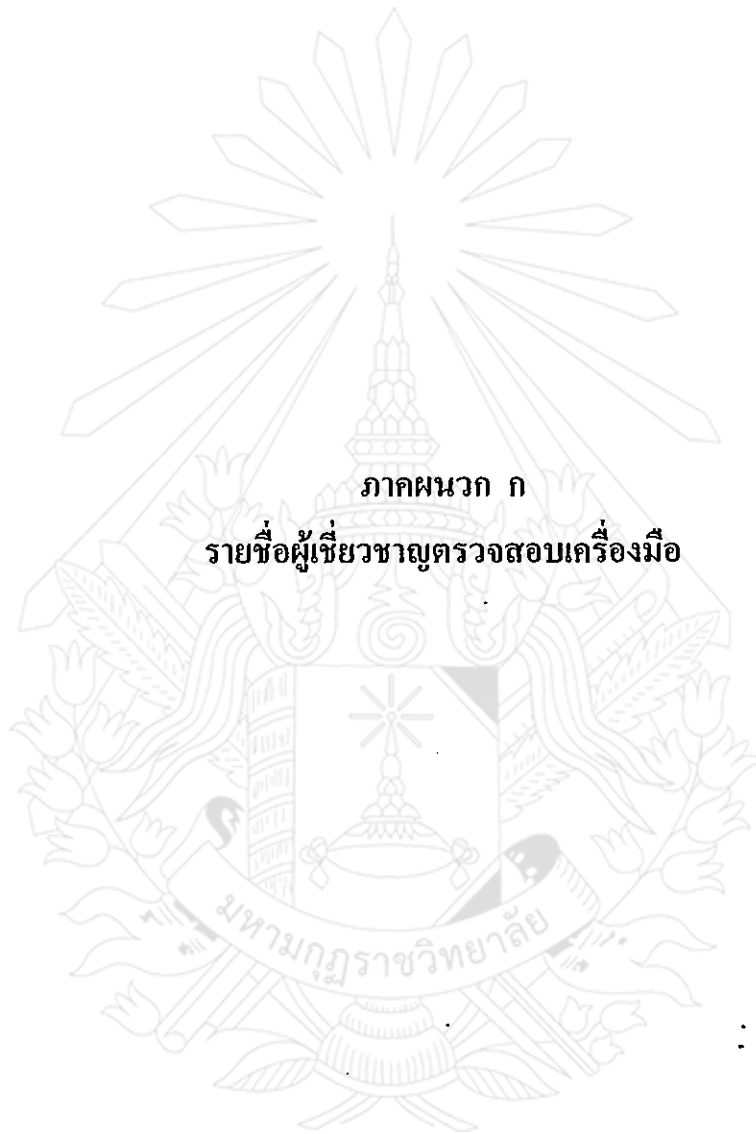 ภาคผนวก ก
รายชื่อผู้เชี่ยวชาญตรวจสอบเครื่องมือ
มหามกุฏราชวิทยาลัย